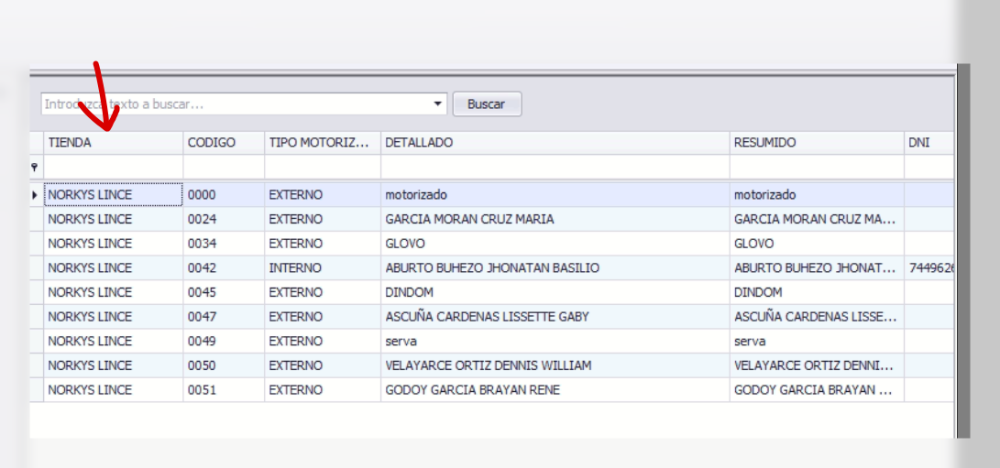 Introduzca texto a buscar... Buscar
TIENDA CODIGO TIPO MOTORIZ... DETALLADO RESUMIDO DNI
NORKYS LINCE 0000 EXTERNO motorizado motorizado
NORKYS LINCE 0024 EXTERNO GARCIA MORAN CRUZ MARIA GARCIA MORAN CRUZ MA...
NORKYS LINCE 0034 EXTERNO GLOVO GLOVO
NORKYS LINCE 0042 INTERNO ABURTO BUHEZO JHONATAN BASILIO ABURTO BUHEZO JHONAT... 7449626
NORKYS LINCE 0045 EXTERNO DINDOM DINDOM
NORKYS LINCE 0047 EXTERNO ASCUÑA CARDENAS LISSETTE GABY ASCUÑA CARDENAS LISSE...
NORKYS LINCE 0049 EXTERNO serva serva
NORKYS LINCE 0050 EXTERNO VELAYARCE ORTIZ DENNIS WILLIAM VELAYARCE ORTIZ DENNI...
NORKYS LINCE 0051 EXTERNO GODOY GARCIA BRAYAN RENE GODOY GARCIA BRAYAN ...